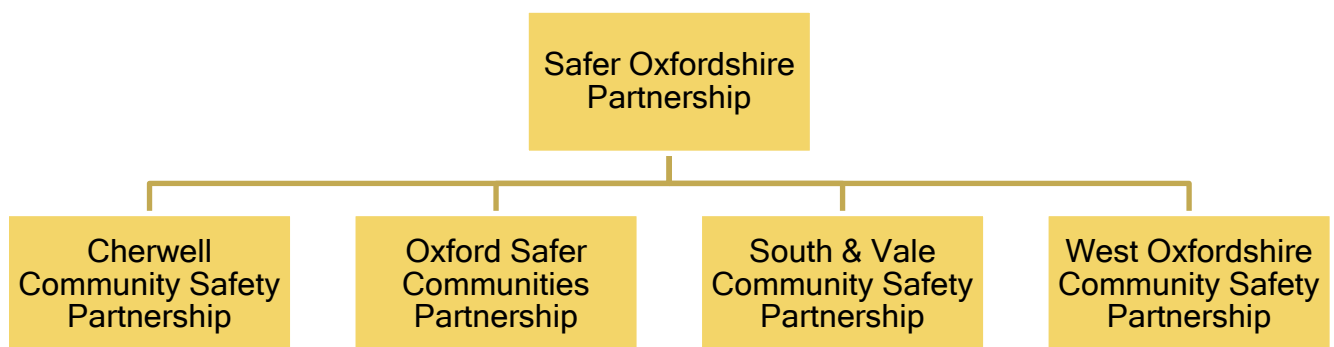 Safer Oxfordshire
Partnership
Cherwell
Community Safety
Partnership
Oxford Safer
Communities
Partnership
South & Vale
Community Safety
Partnership
West Oxfordshire
Community Safety
Partnership